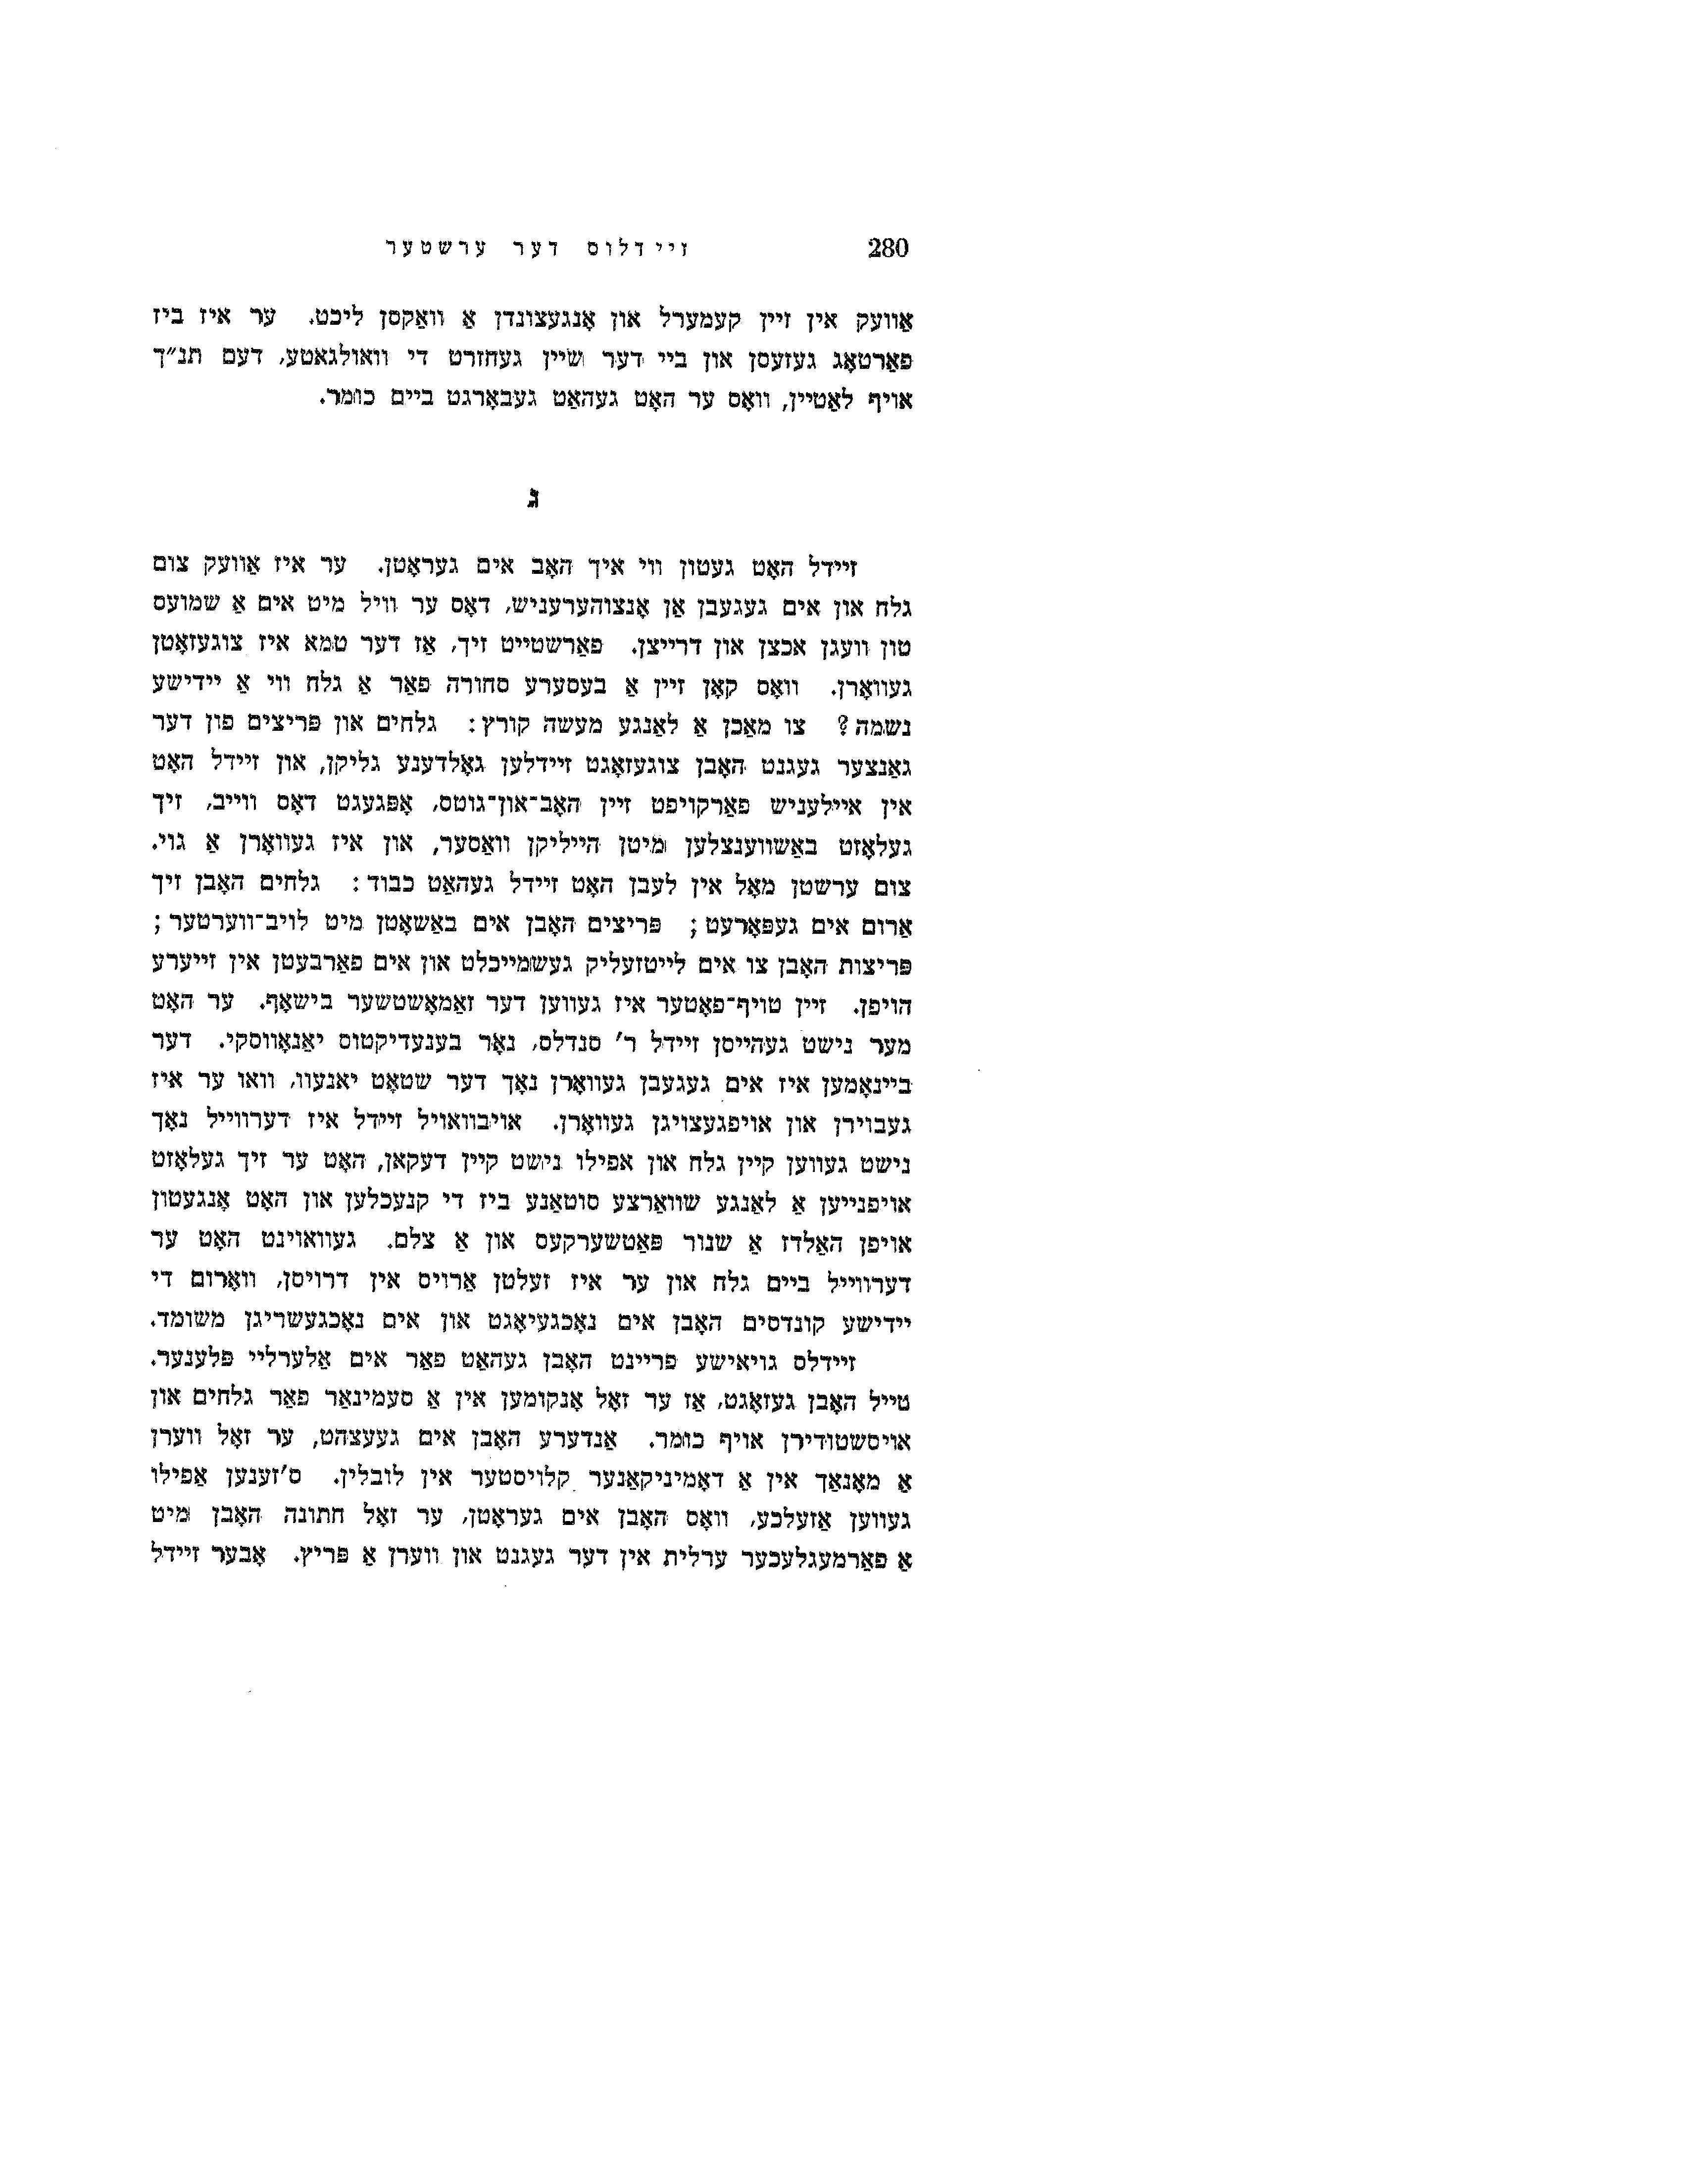 280 זיידלוס דער ערשטער
אַוועק אין זיין קעמערל און אָנגעצונדן אַ וואַקסן ליכט. ער איז ביז
פאַרטאָג געזעסן און ביי דער שיין געחזרט די וואולגאטע, דעם תנ״ך
אויף לאַטיין, וואָס ער האָט געהאַט געבאָרגט ביים כומר.
ג
זיידל האָט געטון ווי איך האָב אים געראָטן. ער איז אַוועק צום
גלח און אים געגעבן אַן אָנצוהערעניש, דאָס ער וויל מיט אים אַ שמועס
טון וועגן אכצן און דרייצן. פאַרשטייט זיך, אַז דער טמא איז צוגעזאָטן
געוואָרן. וואָס קאָן זיין אַ בעסערע סחורה פאַר אַ גלח ווי אַ יידישע
נשמה? צו מאַכן אַ לאַנגע מעשה קורץ: גלחים און פּריצים פון דער
גאַנצער געגנט האָבן צוגעזאָגט זיידלען גאָלדענע גליקן, און זיידל האָט
אין איילעניש פאַרקויפט זיין האָב־און־גוטס, אָפּגעגט דאָס ווייב, זיך
געלאָזט באַשווענצלען מיטן הייליקן וואַסער, און איז געוואָרן אַ גוי.
צום ערשטן מאָל אין לעבן האָט זיידל געהאַט כבוד: גלחים האָבן זיך
אַרום אים געפּאָרעט; פּריצים האָבן אים באַשאָטן מיט לויב־ווערטער;
פּריצות האָבן צו אים לייטזעליק געשמייכלט און אים פאַרבעטן אין זייערע
הויפן. זיין טויף־פאָטער איז געווען דער זאַמאָשטשער בישאָף. ער האָט
מער נישט געהייסן זיידל ר' סנדלס, נאָר בענעדיקטוס יאַנאָווסקי. דער
ביינאָמען איז אים געגעבן געוואָרן נאָך דער שטאָט יאנעוו, וואו ער איז
געבוירן און אויפגעצויגן געוואָרן. אויבוואויל זיידל איז דערווייל נאָך
נישט געווען קיין גלח און אפילו נישט קיין דעקאן, האָט ער זיך געלאָזט
אויפנייען אַ לאַנגע שוואַרצע סוטאַנע ביז די קנעכלען און האָט אָנגעטון
אויפן האַלדז אַ שנור פּאַטשערקעס און אַ צלם. געוואוינט האָט ער
דערווייל ביים גלח און ער איז זעלטן אַרויס אין דרויסן, וואָרום די
יידישע קונדסים האָבן אים נאָכגעיאָגט און אים נאָכגעשריגן משומד.
זיידלס גויאישע פריינט האָבן געהאַט פאַר אים אַלערליי פּלענער.
טייל האָבן געזאָגט, אַז ער זאָל אָנקומען אין אַ סעמינאַר פאַר גלחים און
אויסשטודירן אויף כומר. אַנדערע האָבן אים געעצהט, ער זאָל ווערן
אַ מאָנאַך אין אַ דאָמיניקאַנער קלויסטער אין לובלין. ס'זענען אַפילו
געווען אַזעלכע, וואָס האָבן אים געראָטן, ער זאָל חתונה האָבן מיט
אַ פאַרמעגלעכער ערלית אין דער געגנט און ווערן אַ פּריץ. אָבער זיידל